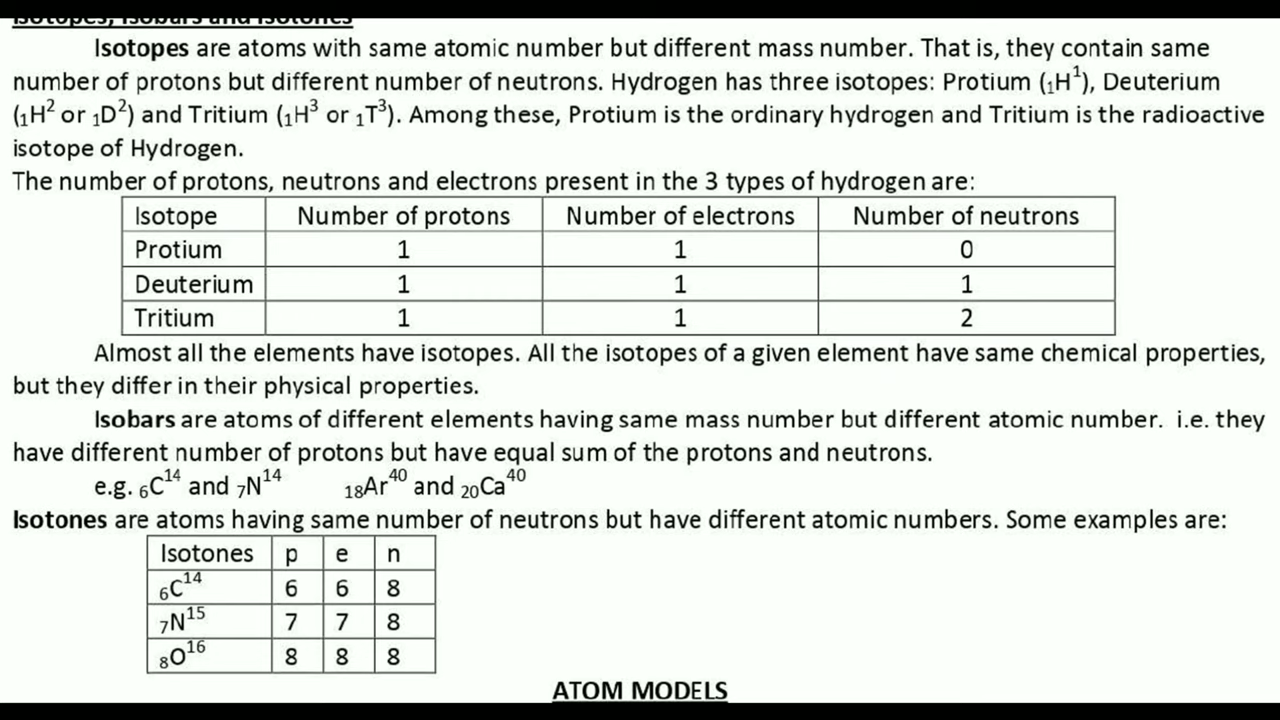 Isotopes, Isobars and Isotones
Isotopes are atoms with same atomic number but different mass number. That is, they contain same
number of protons but different number of neutrons. Hydrogen has three isotopes: Protium (₁H¹), Deuterium
(₁H² or ₁D²) and Tritium (₁H³ or ₁T³). Among these, Protium is the ordinary hydrogen and Tritium is the radioactive
isotope of Hydrogen.
The number of protons, neutrons and electrons present in the 3 types of hydrogen are:
Isotope Number of protons Number of electrons Number of neutrons
Protium 1 1 0
Deuterium 1 1 1
Tritium 1 1 2
Almost all the elements have isotopes. All the isotopes of a given element have same chemical properties,
but they differ in their physical properties.
Isobars are atoms of different elements having same mass number but different atomic number. i.e. they
have different number of protons but have equal sum of the protons and neutrons.
e.g. ₆C¹⁴ and ₇N¹⁴ ₁₈Ar⁴⁰ and ₂₀Ca⁴⁰
Isotones are atoms having same number of neutrons but have different atomic numbers. Some examples are:
Isotones p e n
₆C¹⁴ 6 6 8
₇N¹⁵ 7 7 8
₈O¹⁶ 8 8 8
ATOM MODELS